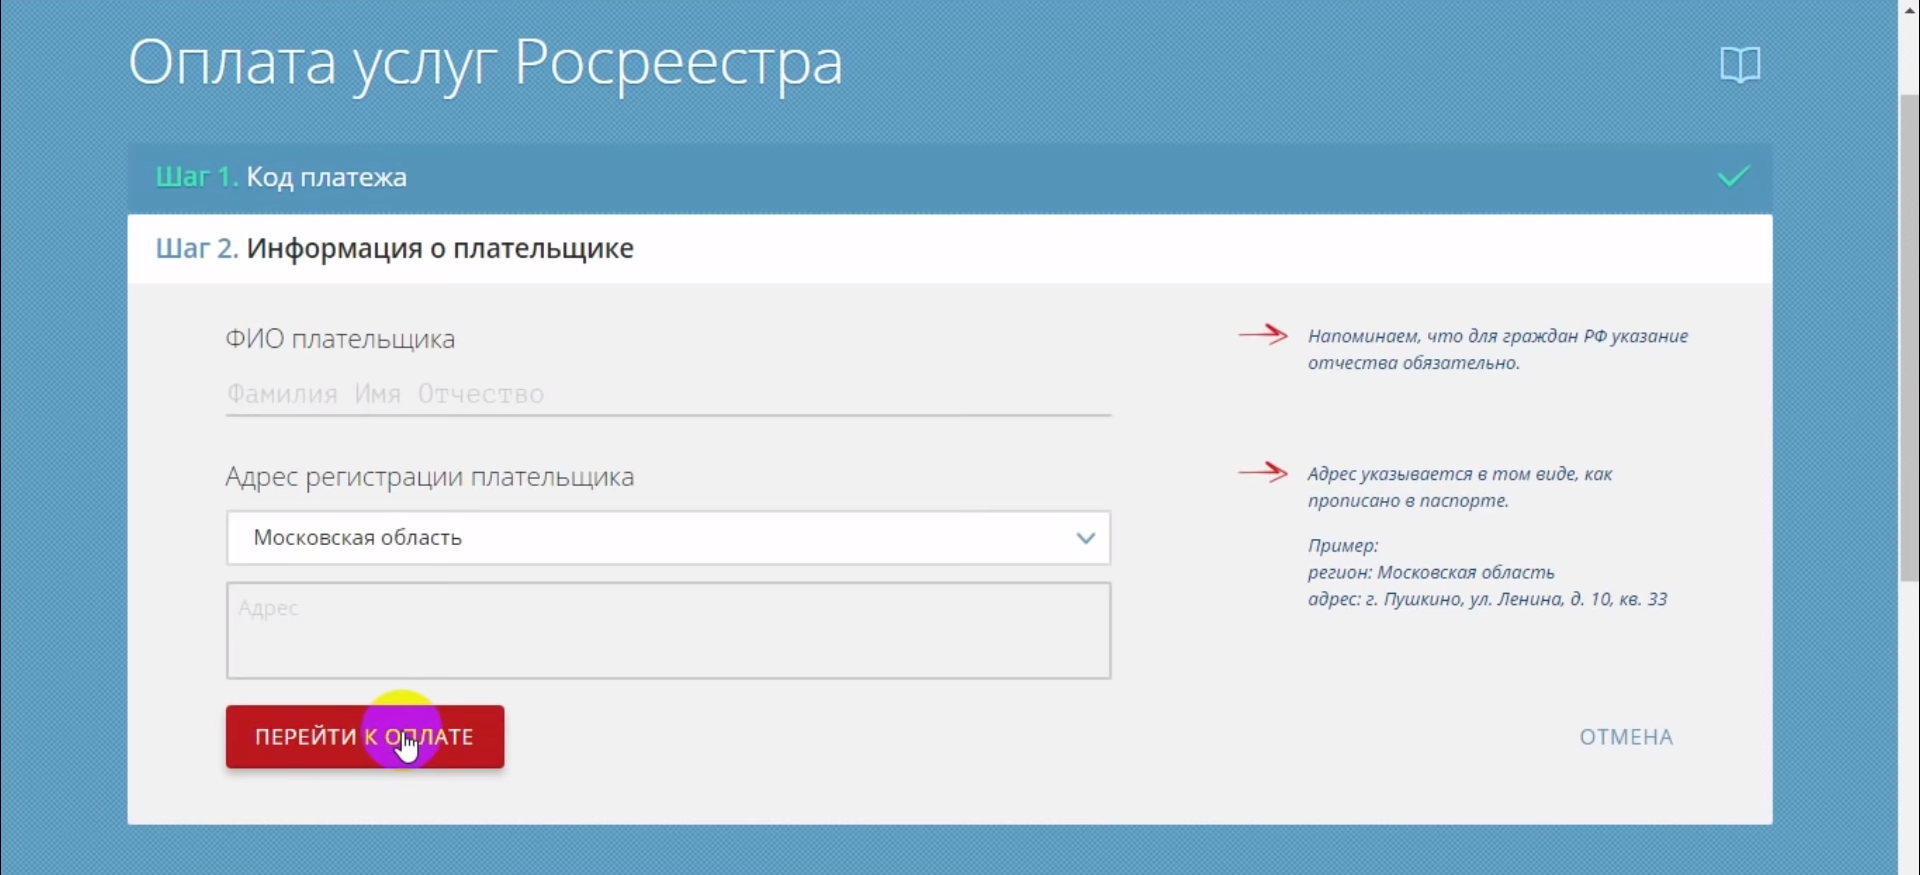 Оплата услуг Росреестра
Шаг 1. Код платежа
Шаг 2. Информация о плательщике
ФИО плательщика
Фамилия Имя Отчество
Напоминаем, что для граждан РФ указание
отчества обязательно.
Адрес регистрации плательщика
Московская область
Адрес
Адрес указывается в том виде, как
прописано в паспорте.
Пример:
регион: Московская область
адрес: г. Пушкино, ул. Ленина, д. 10, кв. 33
ПЕРЕЙТИ К ОПЛАТЕ
ОТМЕНА